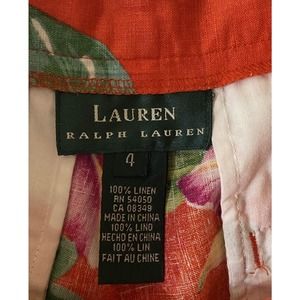 LAUREN
RALPH LAUREN
4
100% LINEN
RN 54050
CA 08349
MADE IN CHINA
100% LINO
HECHO EN CHINA
100% LIN
FAIT AU CHINE